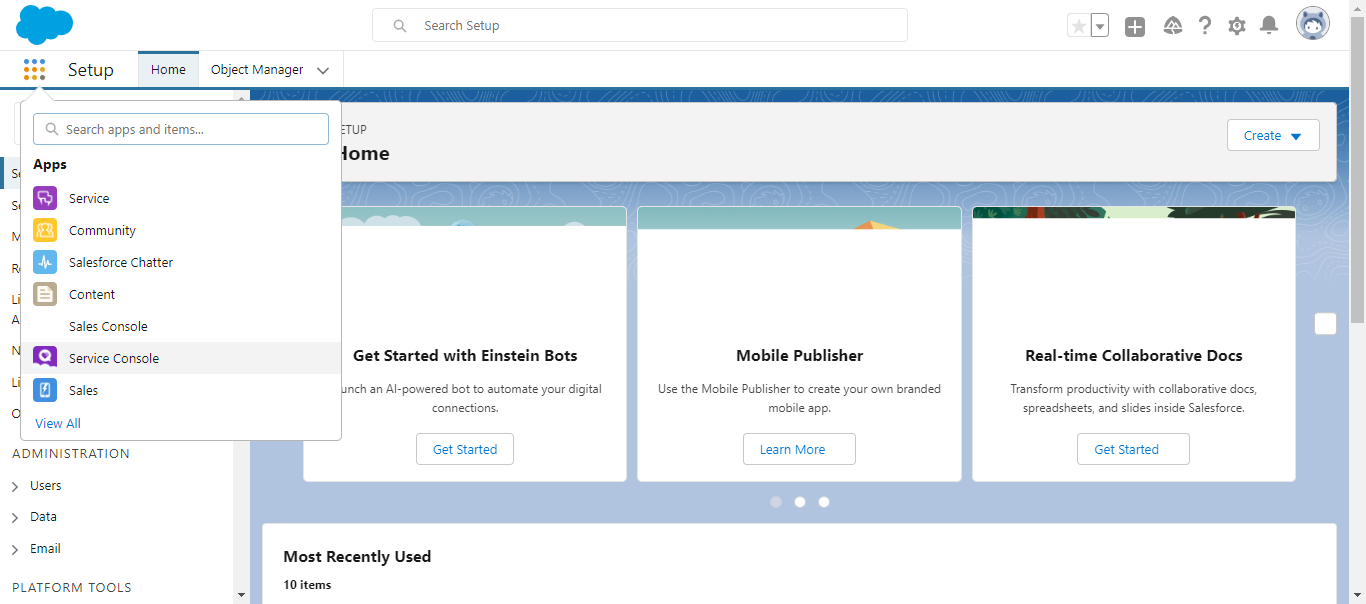 Search Setup
Setup
Home
Object Manager
Search apps and items...
Apps
Service
Community
Salesforce Chatter
Content
Sales Console
Service Console
Sales
View All
ADMINISTRATION
Users
Data
Email
PLATFORM TOOLS
Home
Create
Get Started with Einstein Bots
an AI-powered bot to automate your digital
connections.
Get Started
Mobile Publisher
Use the Mobile Publisher to create your own branded
mobile app.
Learn More
Real-time Collaborative Docs
Transform productivity with collaborative docs,
spreadsheets, and slides inside Salesforce.
Get Started
Most Recently Used
10 items